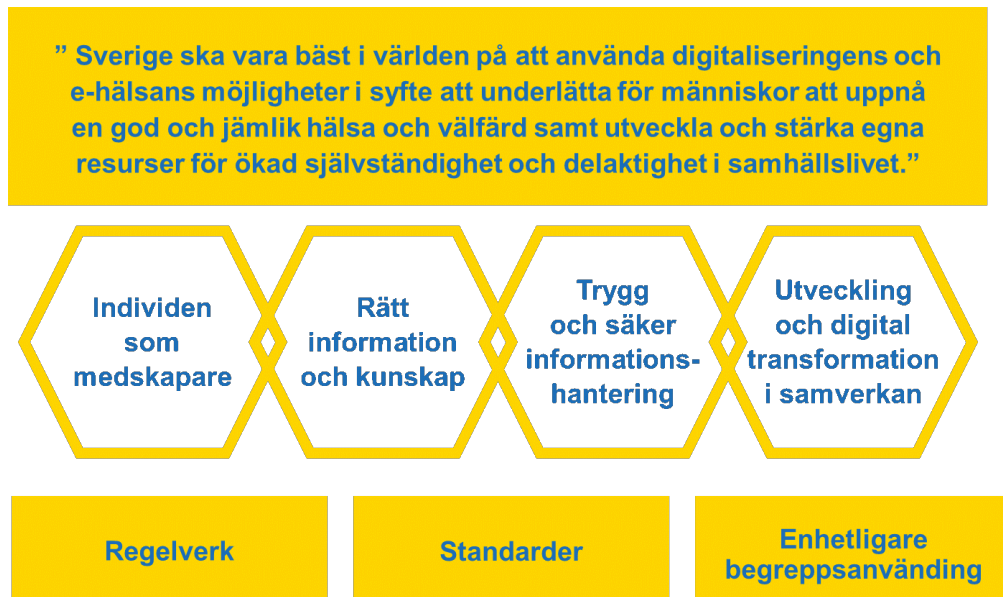 ” Sverige ska vara bäst i världen på att använda digitaliseringens och
e-hälsans möjligheter i syfte att underlätta för människor att uppnå
en god och jämlik hälsa och välfärd samt utveckla och stärka egna
resurser för ökad självständighet och delaktighet i samhällslivet.”
Individen
som
medskapare
Rätt
information
och kunskap
Trygg
och säker
informations-
hantering
Utveckling
och digital
transformation
i samverkan
Regelverk
Standarder
Enhetligare
begreppsanvänding